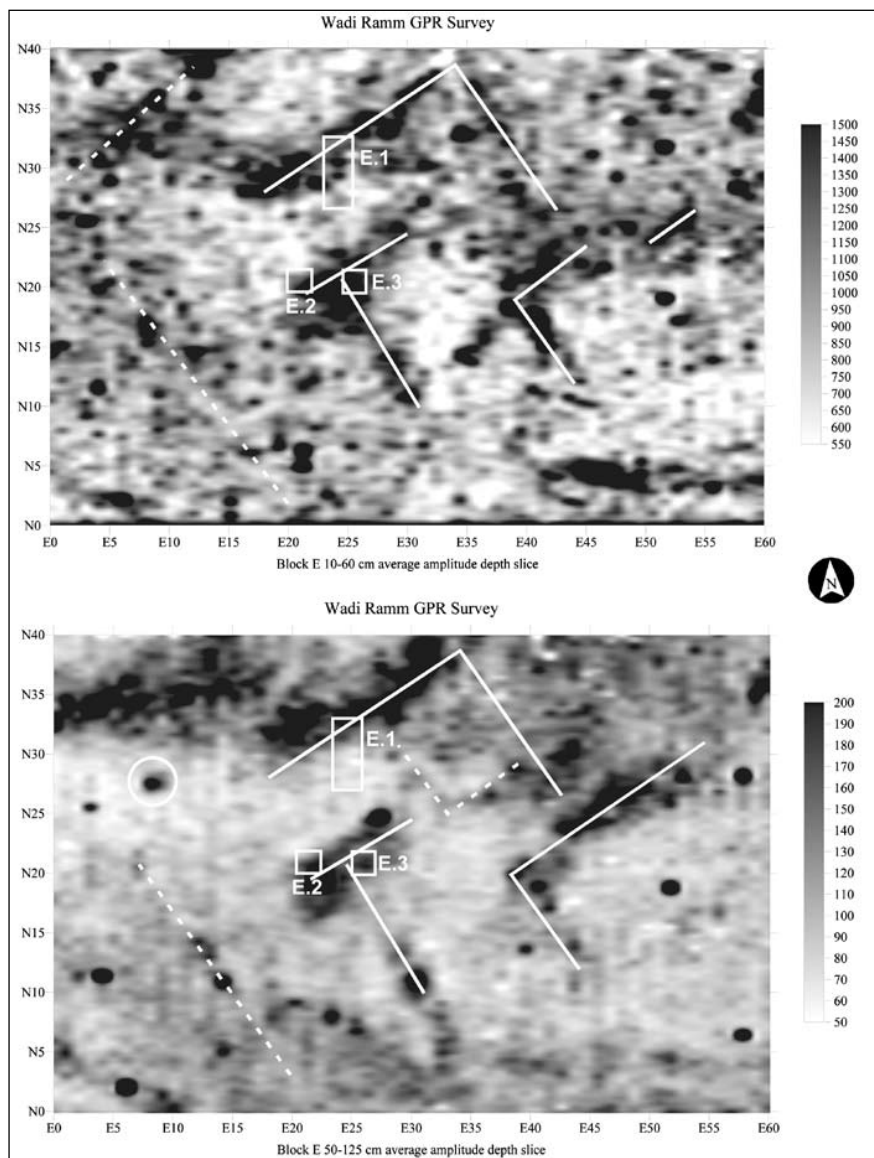 Wadi Ramm GPR Survey
N40
N35
N30
N25
N20
N15
N10
N5
N0
E.1
E.2
E.3
E0 E5 E10 E15 E20 E25 E30 E35 E40 E45 E50 E55 E60
Block E 10-60 cm average amplitude depth slice
1500
1450
1400
1350
1300
1250
1200
1150
1100
1050
1000
950
900
850
800
750
700
650
600
550
N
Wadi Ramm GPR Survey
N40
N35
N30
N25
N20
N15
N10
N5
N0
E.1
E.2
E.3
E0 E5 E10 E15 E20 E25 E30 E35 E40 E45 E50 E55 E60
Block E 50-125 cm average amplitude depth slice
200
190
180
170
160
150
140
130
120
110
100
90
80
70
60
50